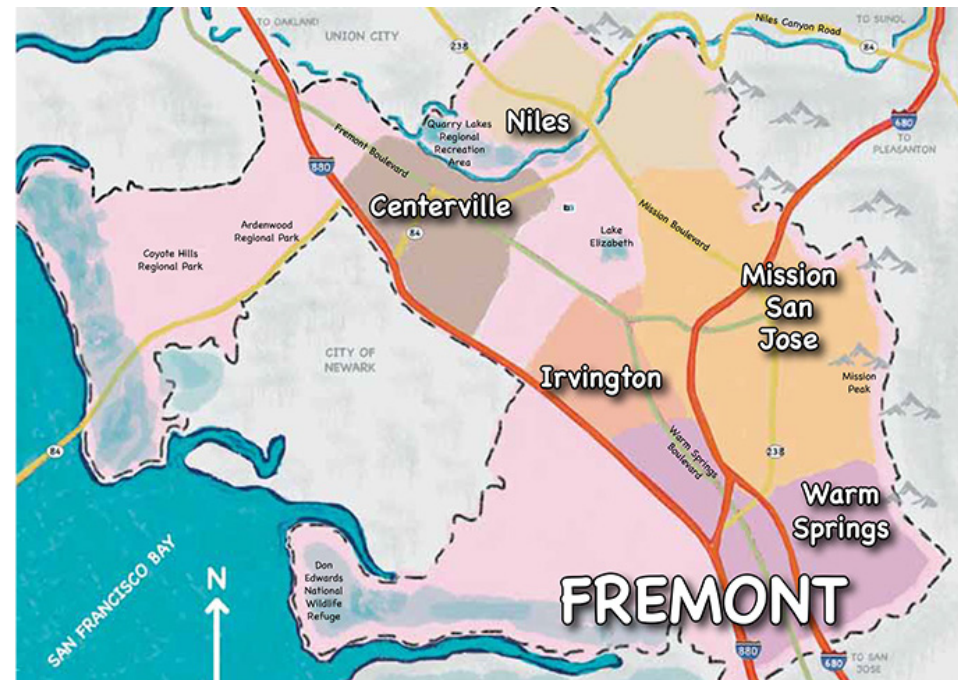 TO OAKLAND
UNION CITY
238
Niles Canyon Road
TO SUNOL
84
Niles
680
TO
PLEASANTON
Quarry Lakes
Regional
Recreation
Area
Fremont Boulevard
880
Centerville
84
Mission Boulevard
Ardenwood
Regional Park
Coyote Hills
Regional Park
Lake
Elizabeth
Mission
San
Jose
CITY OF
NEWARK
Irvington
Mission
Peak
Warm Springs
Boulevard
84
238
Warm
Springs
SAN FRANCISCO BAY
N
Don
Edwards
National
Wildlife
Refuge
FREMONT
880
680
TO SAN
JOSE